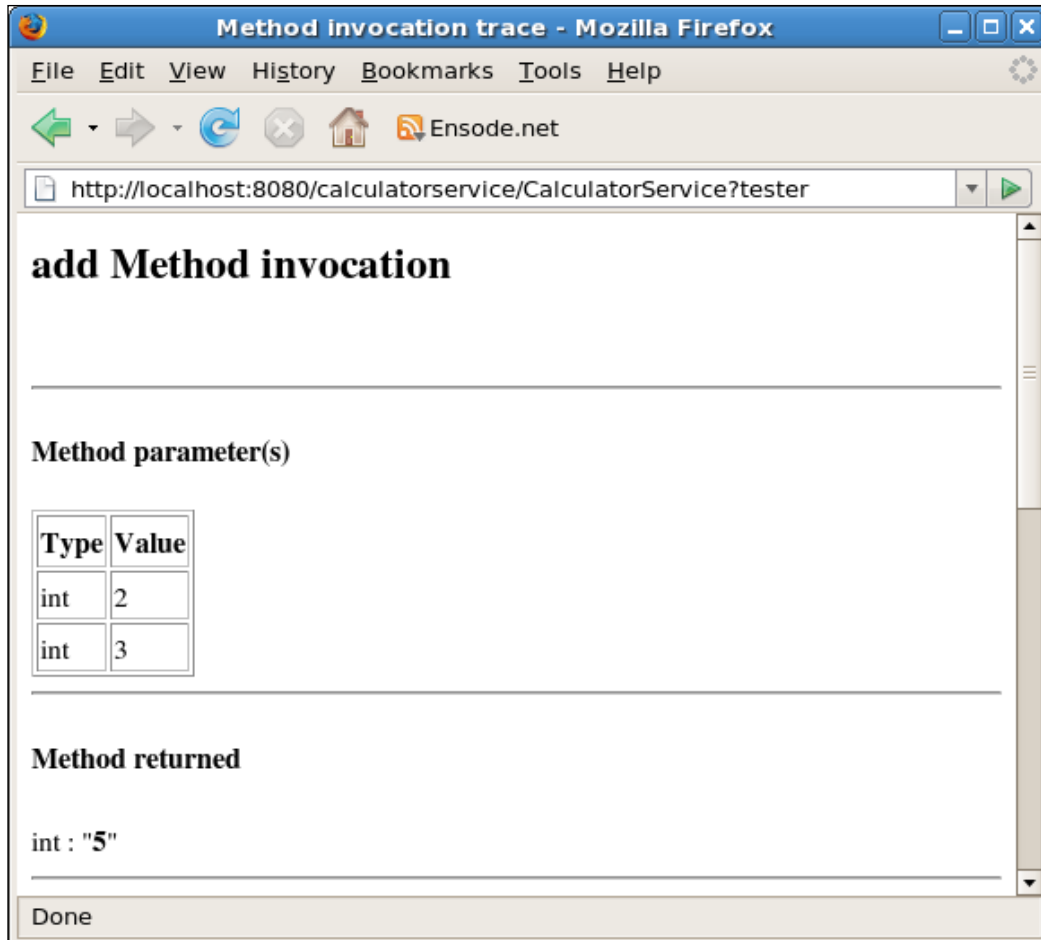 Method invocation trace - Mozilla Firefox
File Edit View History Bookmarks Tools Help
Ensode.net
http://localhost:8080/calculatorservice/CalculatorService?tester
add Method invocation
Method parameter(s)
Type Value
int 2
int 3
Method returned
int : "5"
Done